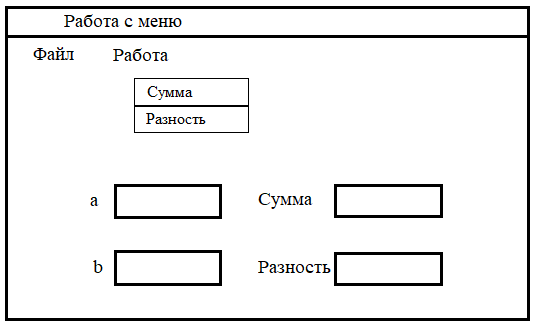 Работа с меню
Файл Работа
Сумма
Разность
a Сумма
b Разность